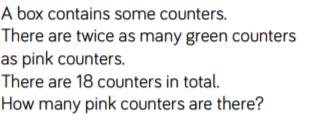 A box contains some counters.
There are twice as many green counters
as pink counters.
There are 18 counters in total.
How many pink counters are there?